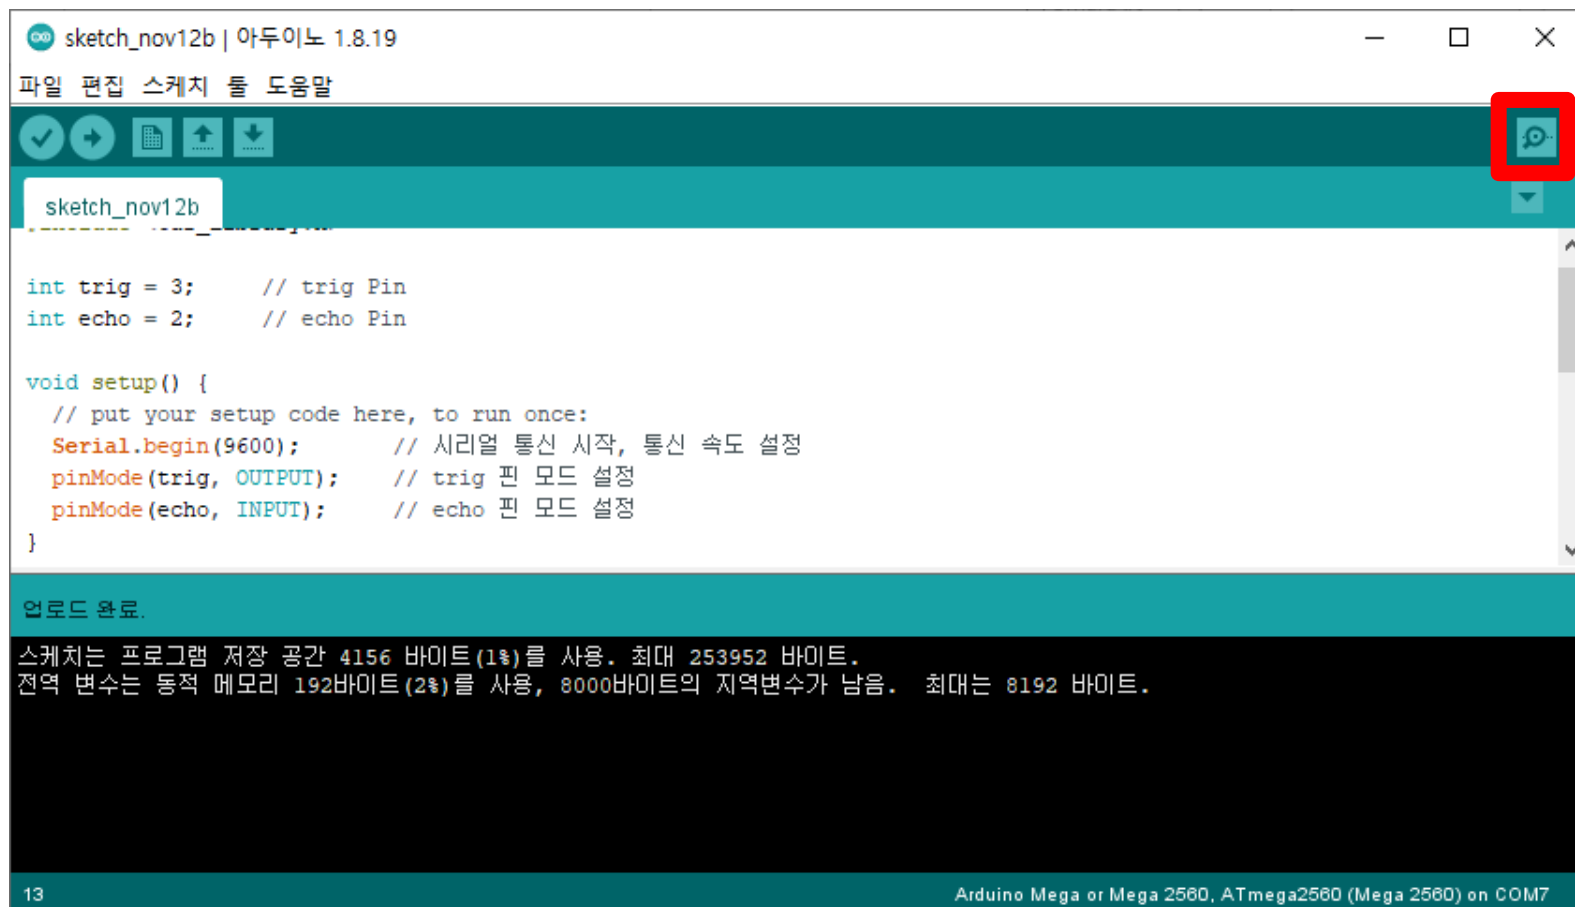 sketch_nov12b | 아두이노 1.8.19
파일 편집 스케치 툴 도움말
sketch_nov12b
int trig = 3;     // trig Pin
int echo = 2;     // echo Pin
void setup() {
  // put your setup code here, to run once:
  Serial.begin(9600);       // 시리얼 통신 시작, 통신 속도 설정
  pinMode(trig, OUTPUT);    // trig 핀 모드 설정
  pinMode(echo, INPUT);     // echo 핀 모드 설정
}
업로드 완료.
스케치는 프로그램 저장 공간 4156 바이트(1%)를 사용. 최대 253952 바이트.
전역 변수는 동적 메모리 192바이트(2%)를 사용, 8000바이트의 지역변수가 남음.  최대는 8192 바이트.
13
Arduino Mega or Mega 2560, ATmega2560 (Mega 2560) on COM7